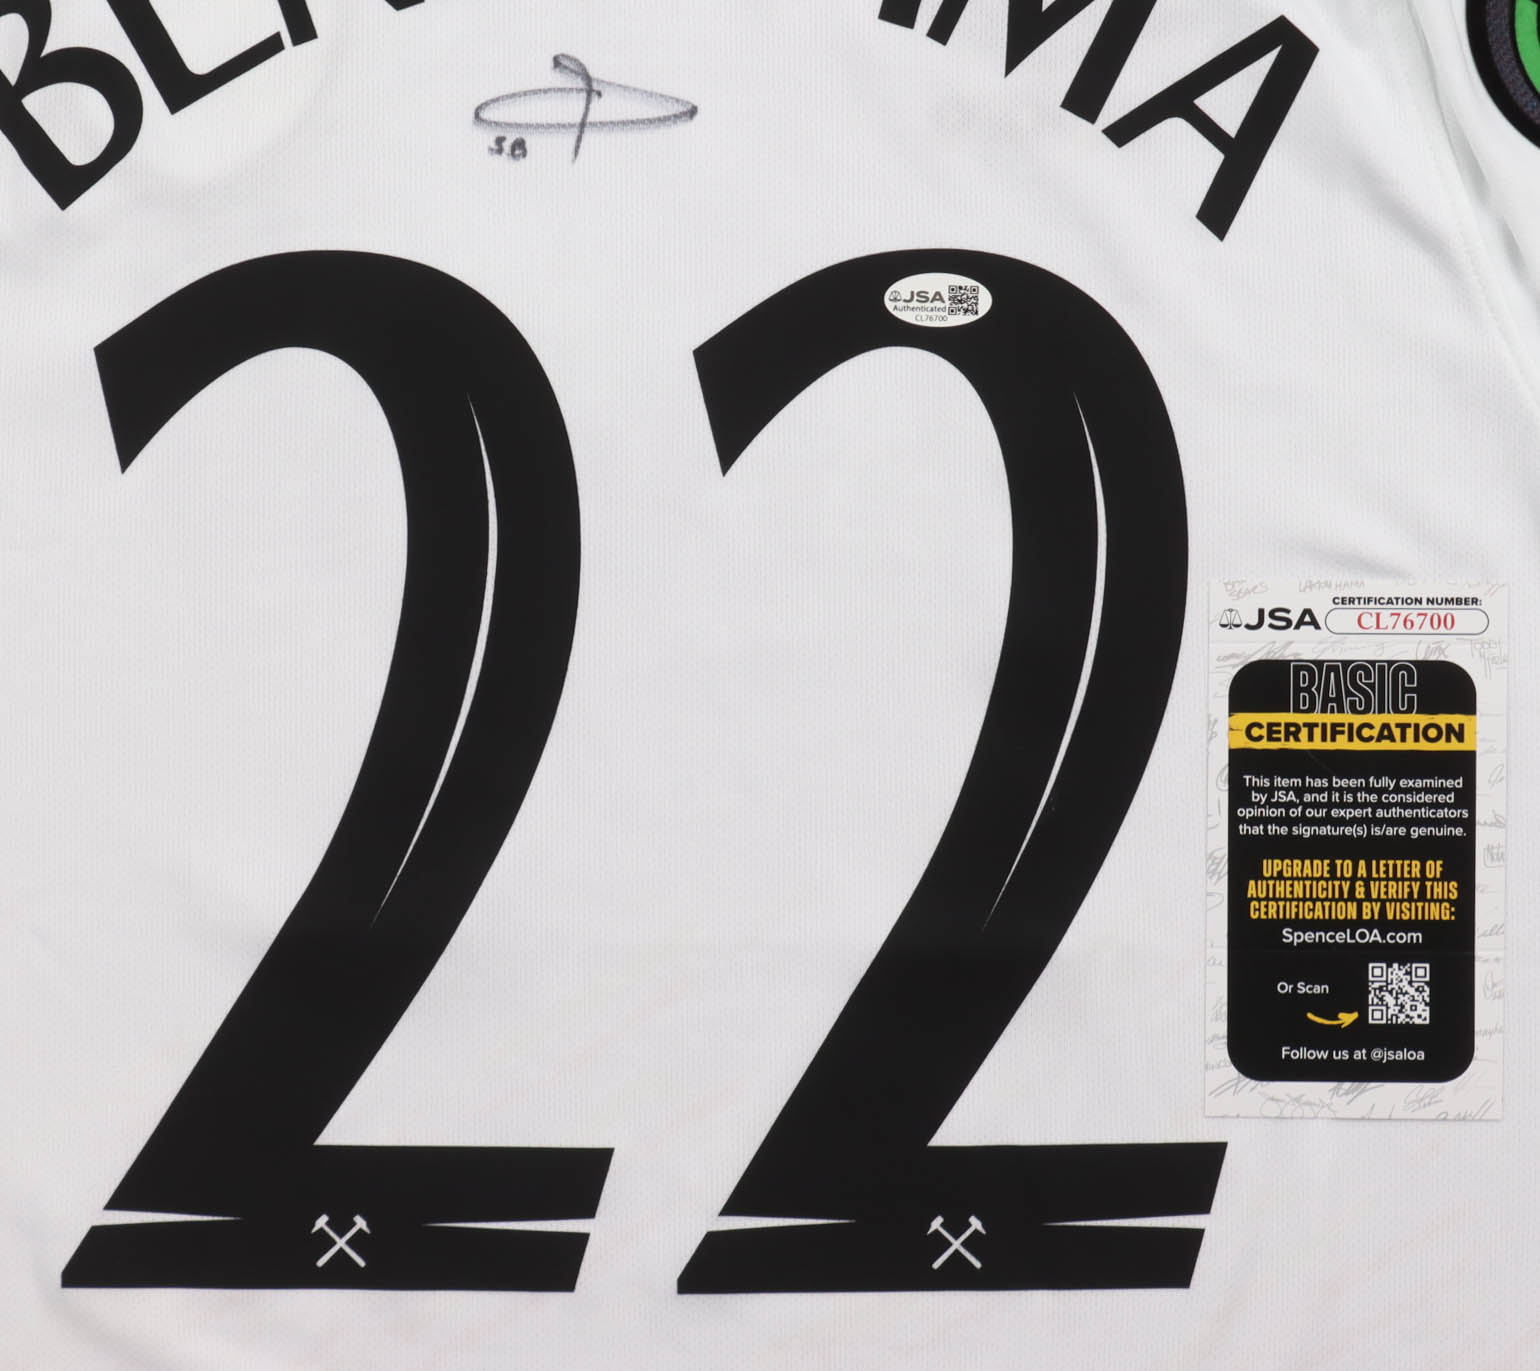 S.B
22
JSA
Authenticated
CL76700
CERTIFICATION NUMBER:
JSA CL76700
BASIC
CERTIFICATION
This item has been fully examined
by JSA, and it is the considered
opinion of our expert authenticators
that the signature(s) is/are genuine.
UPGRADE TO A LETTER OF
AUTHENTICITY & VERIFY THIS
CERTIFICATION BY VISITING:
SpenceLOA.com
Or Scan
Follow us at @jsaloa